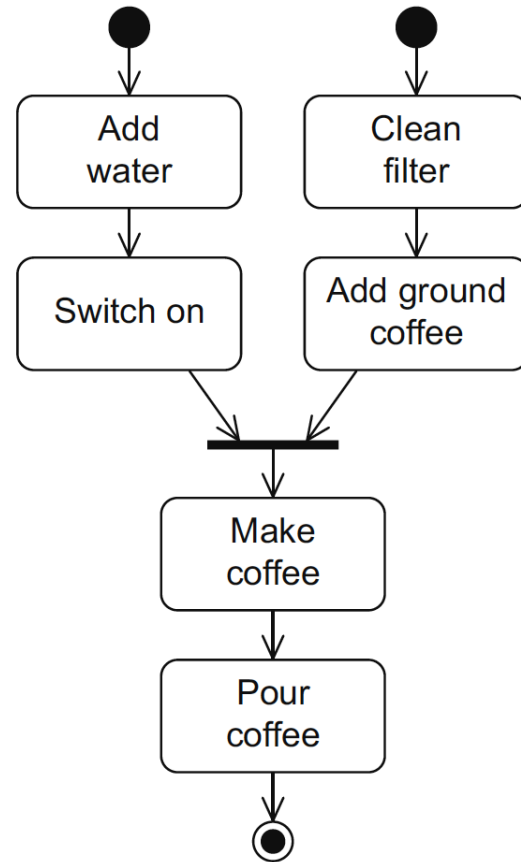 Add
water
Clean
filter
Switch on
Add ground
coffee
Make
coffee
Pour
coffee